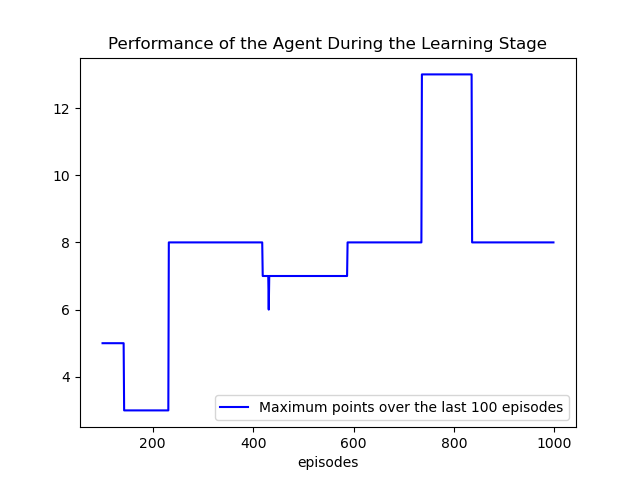 Performance of the Agent During the Learning Stage
12
10
8
6
4
Maximum points over the last 100 episodes
200 400 600 800 1000
episodes